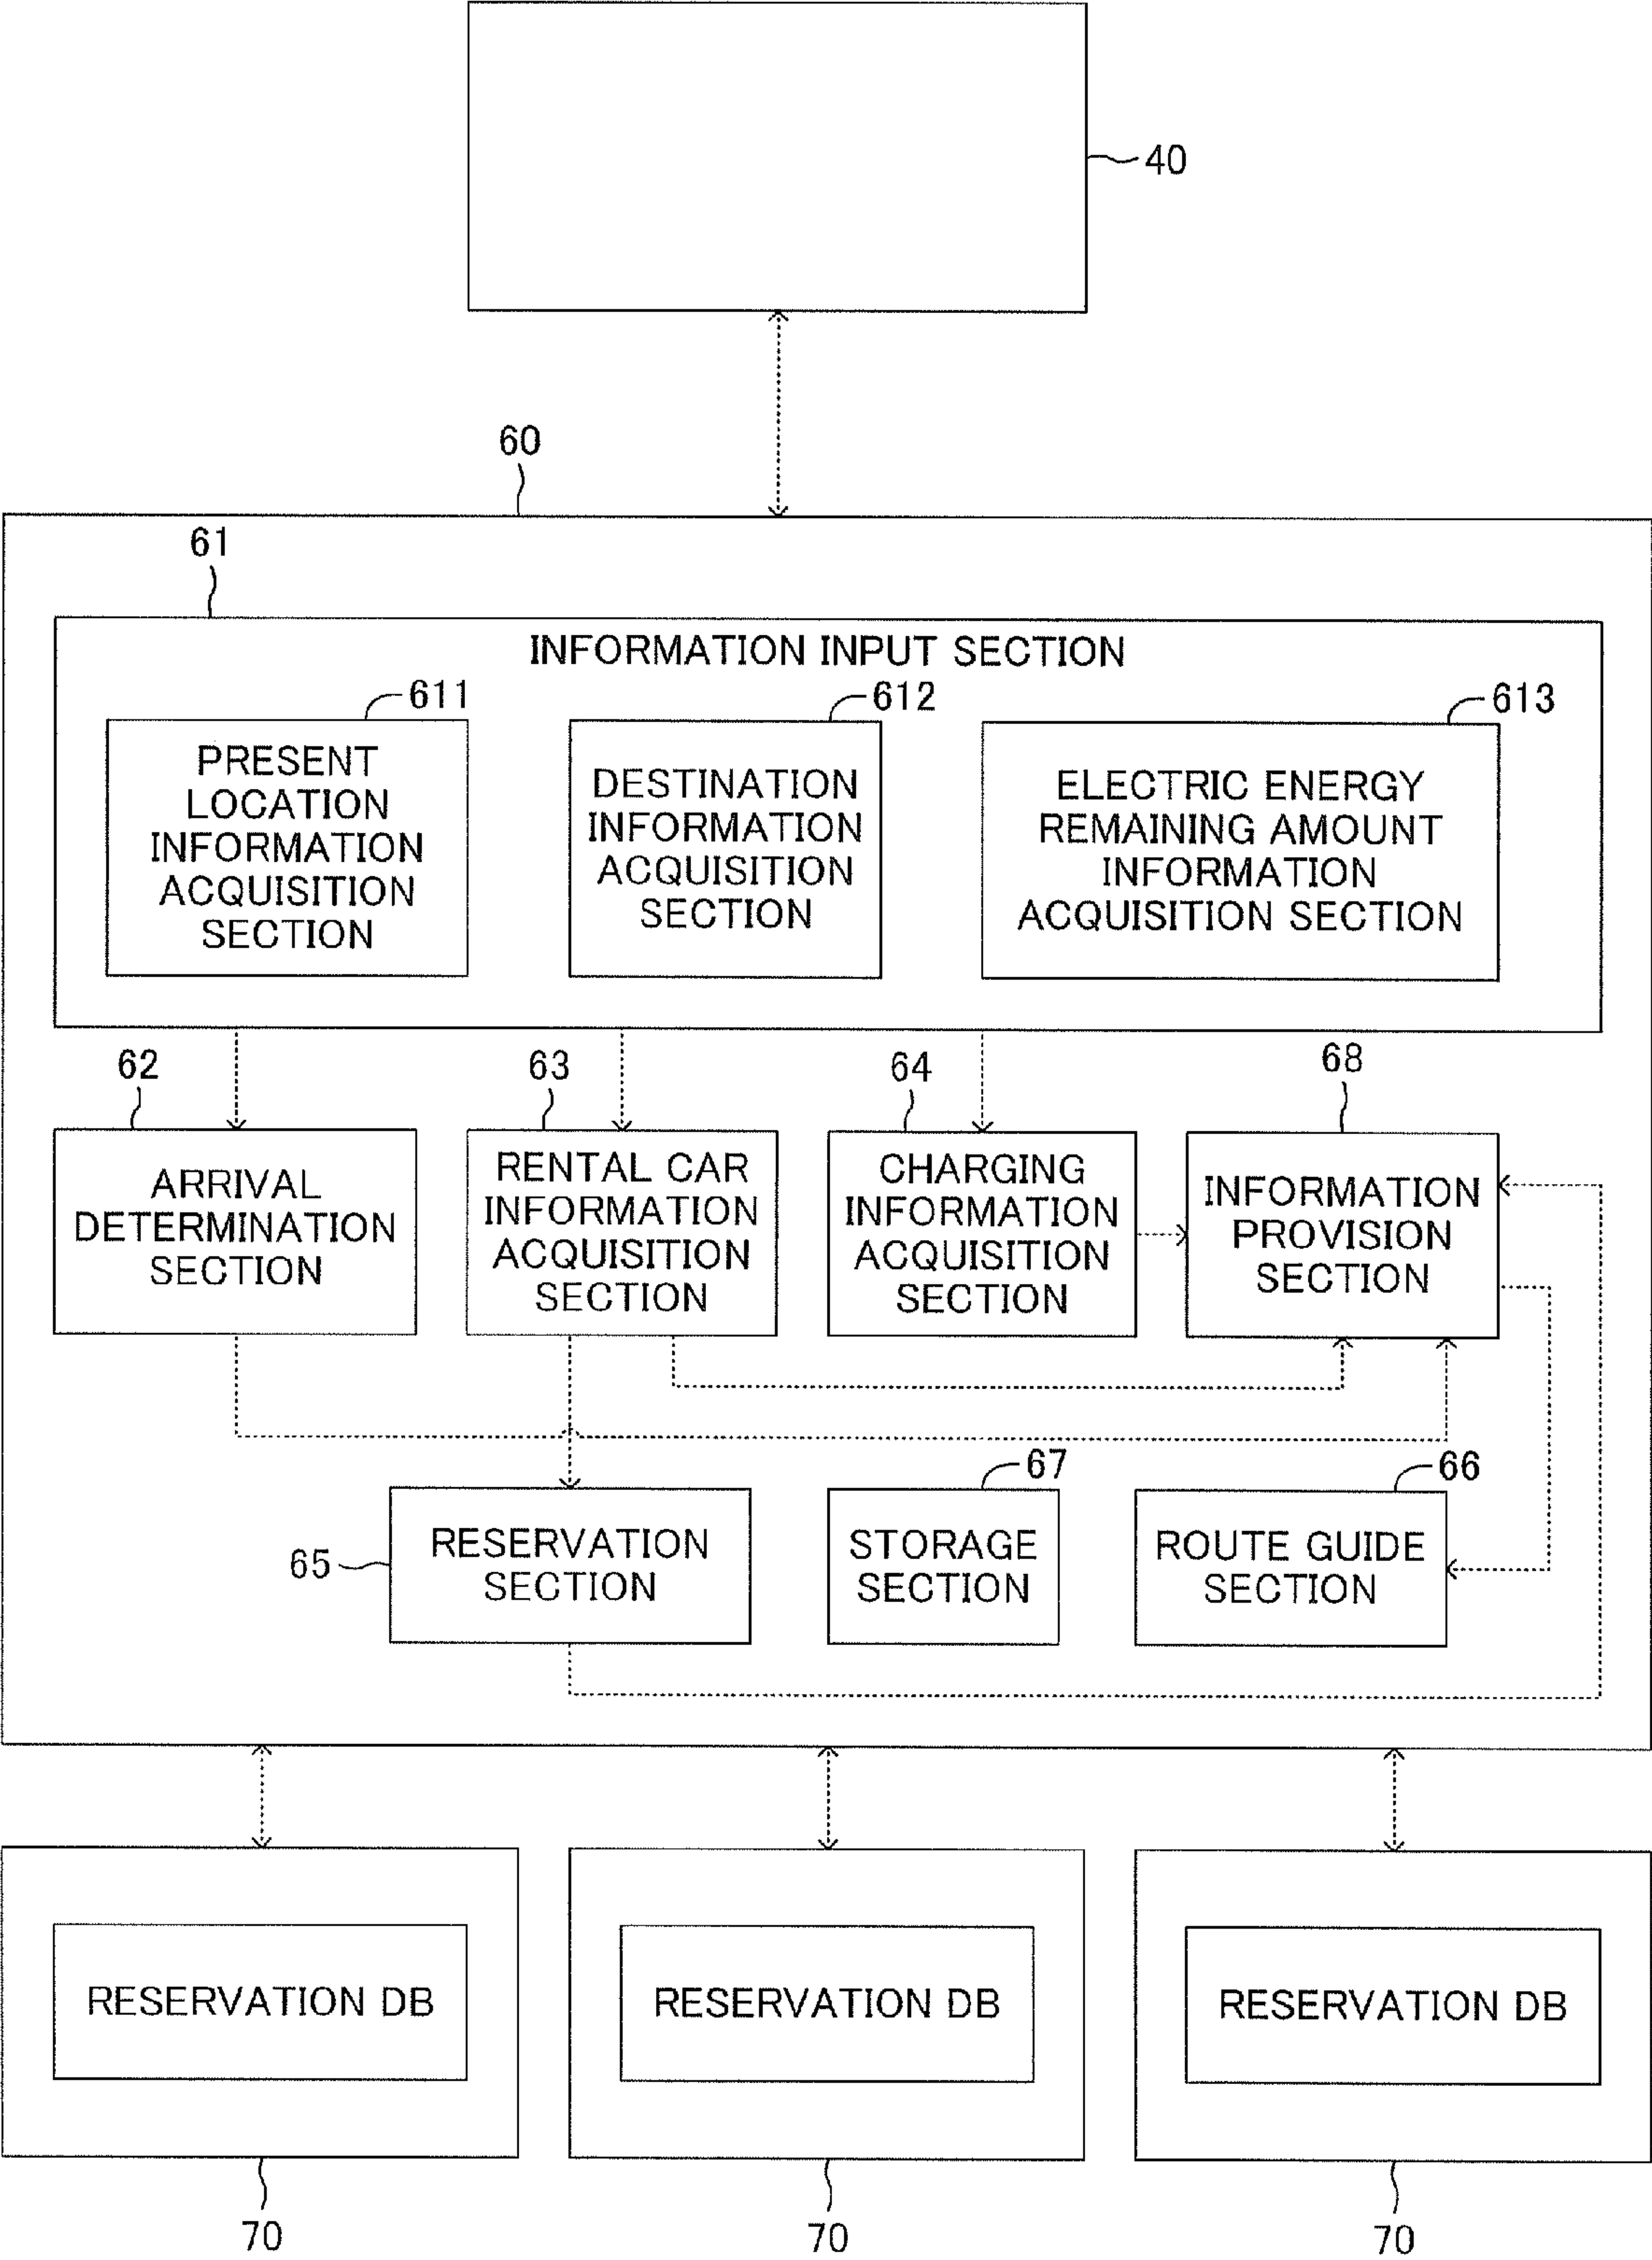 40
60
61
INFORMATION INPUT SECTION
611
612
613
PRESENT
LOCATION
INFORMATION
ACQUISITION
SECTION
DESTINATION
INFORMATION
ACQUISITION
SECTION
ELECTRIC ENERGY
REMAINING AMOUNT
INFORMATION
ACQUISITION SECTION
62
63
64
68
ARRIVAL
DETERMINATION
SECTION
RENTAL CAR
INFORMATION
ACQUISITION
SECTION
CHARGING
INFORMATION
ACQUISITION
SECTION
INFORMATION
PROVISION
SECTION
65
67
66
RESERVATION
SECTION
STORAGE
SECTION
ROUTE GUIDE
SECTION
RESERVATION DB
RESERVATION DB
RESERVATION DB
70
70
70